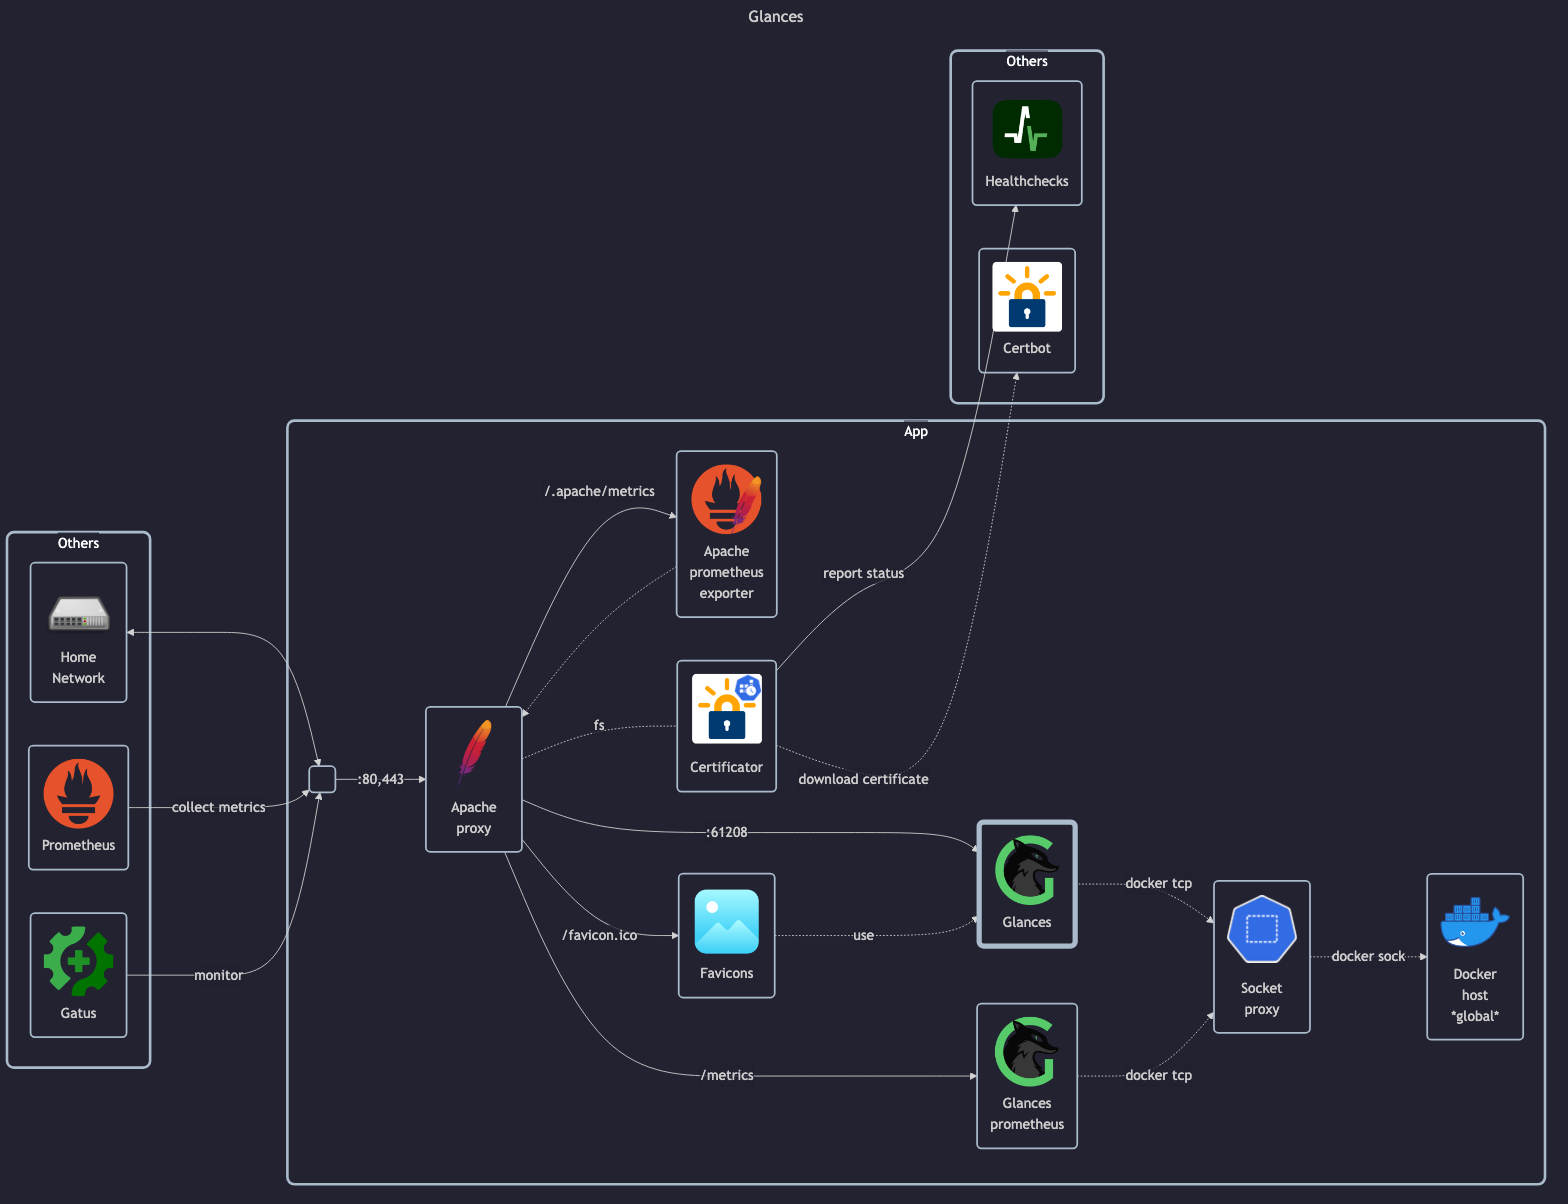 Glances
Others
Healthchecks
Certbot
App
/.apache/metrics
Apache
prometheus
exporter
Others
Home
Network
report status
fs
Certificator
download certificate
:80,443
collect metrics
Prometheus
Apache
proxy
:61208
docker tcp
Glances
/favicon.ico
Favicons
use
monitor
Gatus
Socket
proxy
docker sock
Docker
host
*global*
/metrics
docker tcp
Glances
prometheus